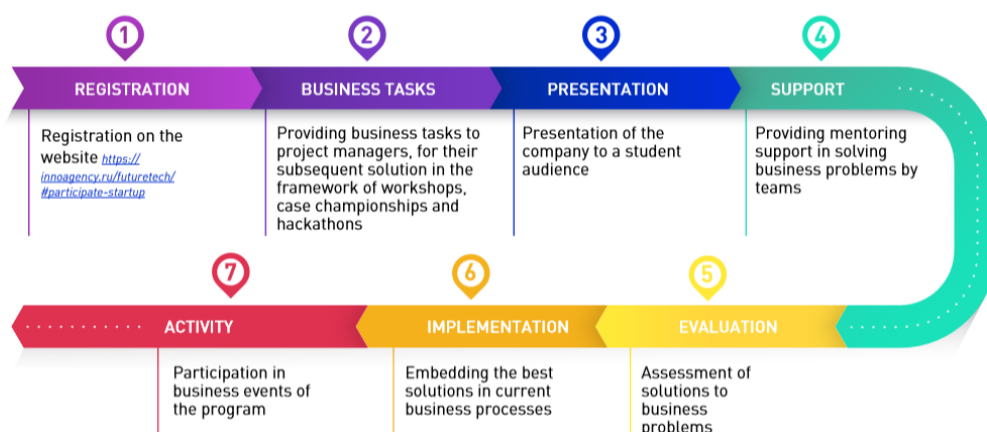 1
2
3
4
REGISTRATION
BUSINESS TASKS
PRESENTATION
SUPPORT
Registration on the
website https://
innoagency.ru/futuretech/
#participate-startup
Providing business tasks to
project managers, for their
subsequent solution in the
framework of workshops,
case championships and
hackathons
Presentation of the
company to a student
audience
Providing mentoring
support in solving
business problems by
teams
5
EVALUATION
Assessment of
solutions to
business
problems
6
IMPLEMENTATION
Embedding the best
solutions in current
business processes
7
ACTIVITY
Participation in
business events of
the program